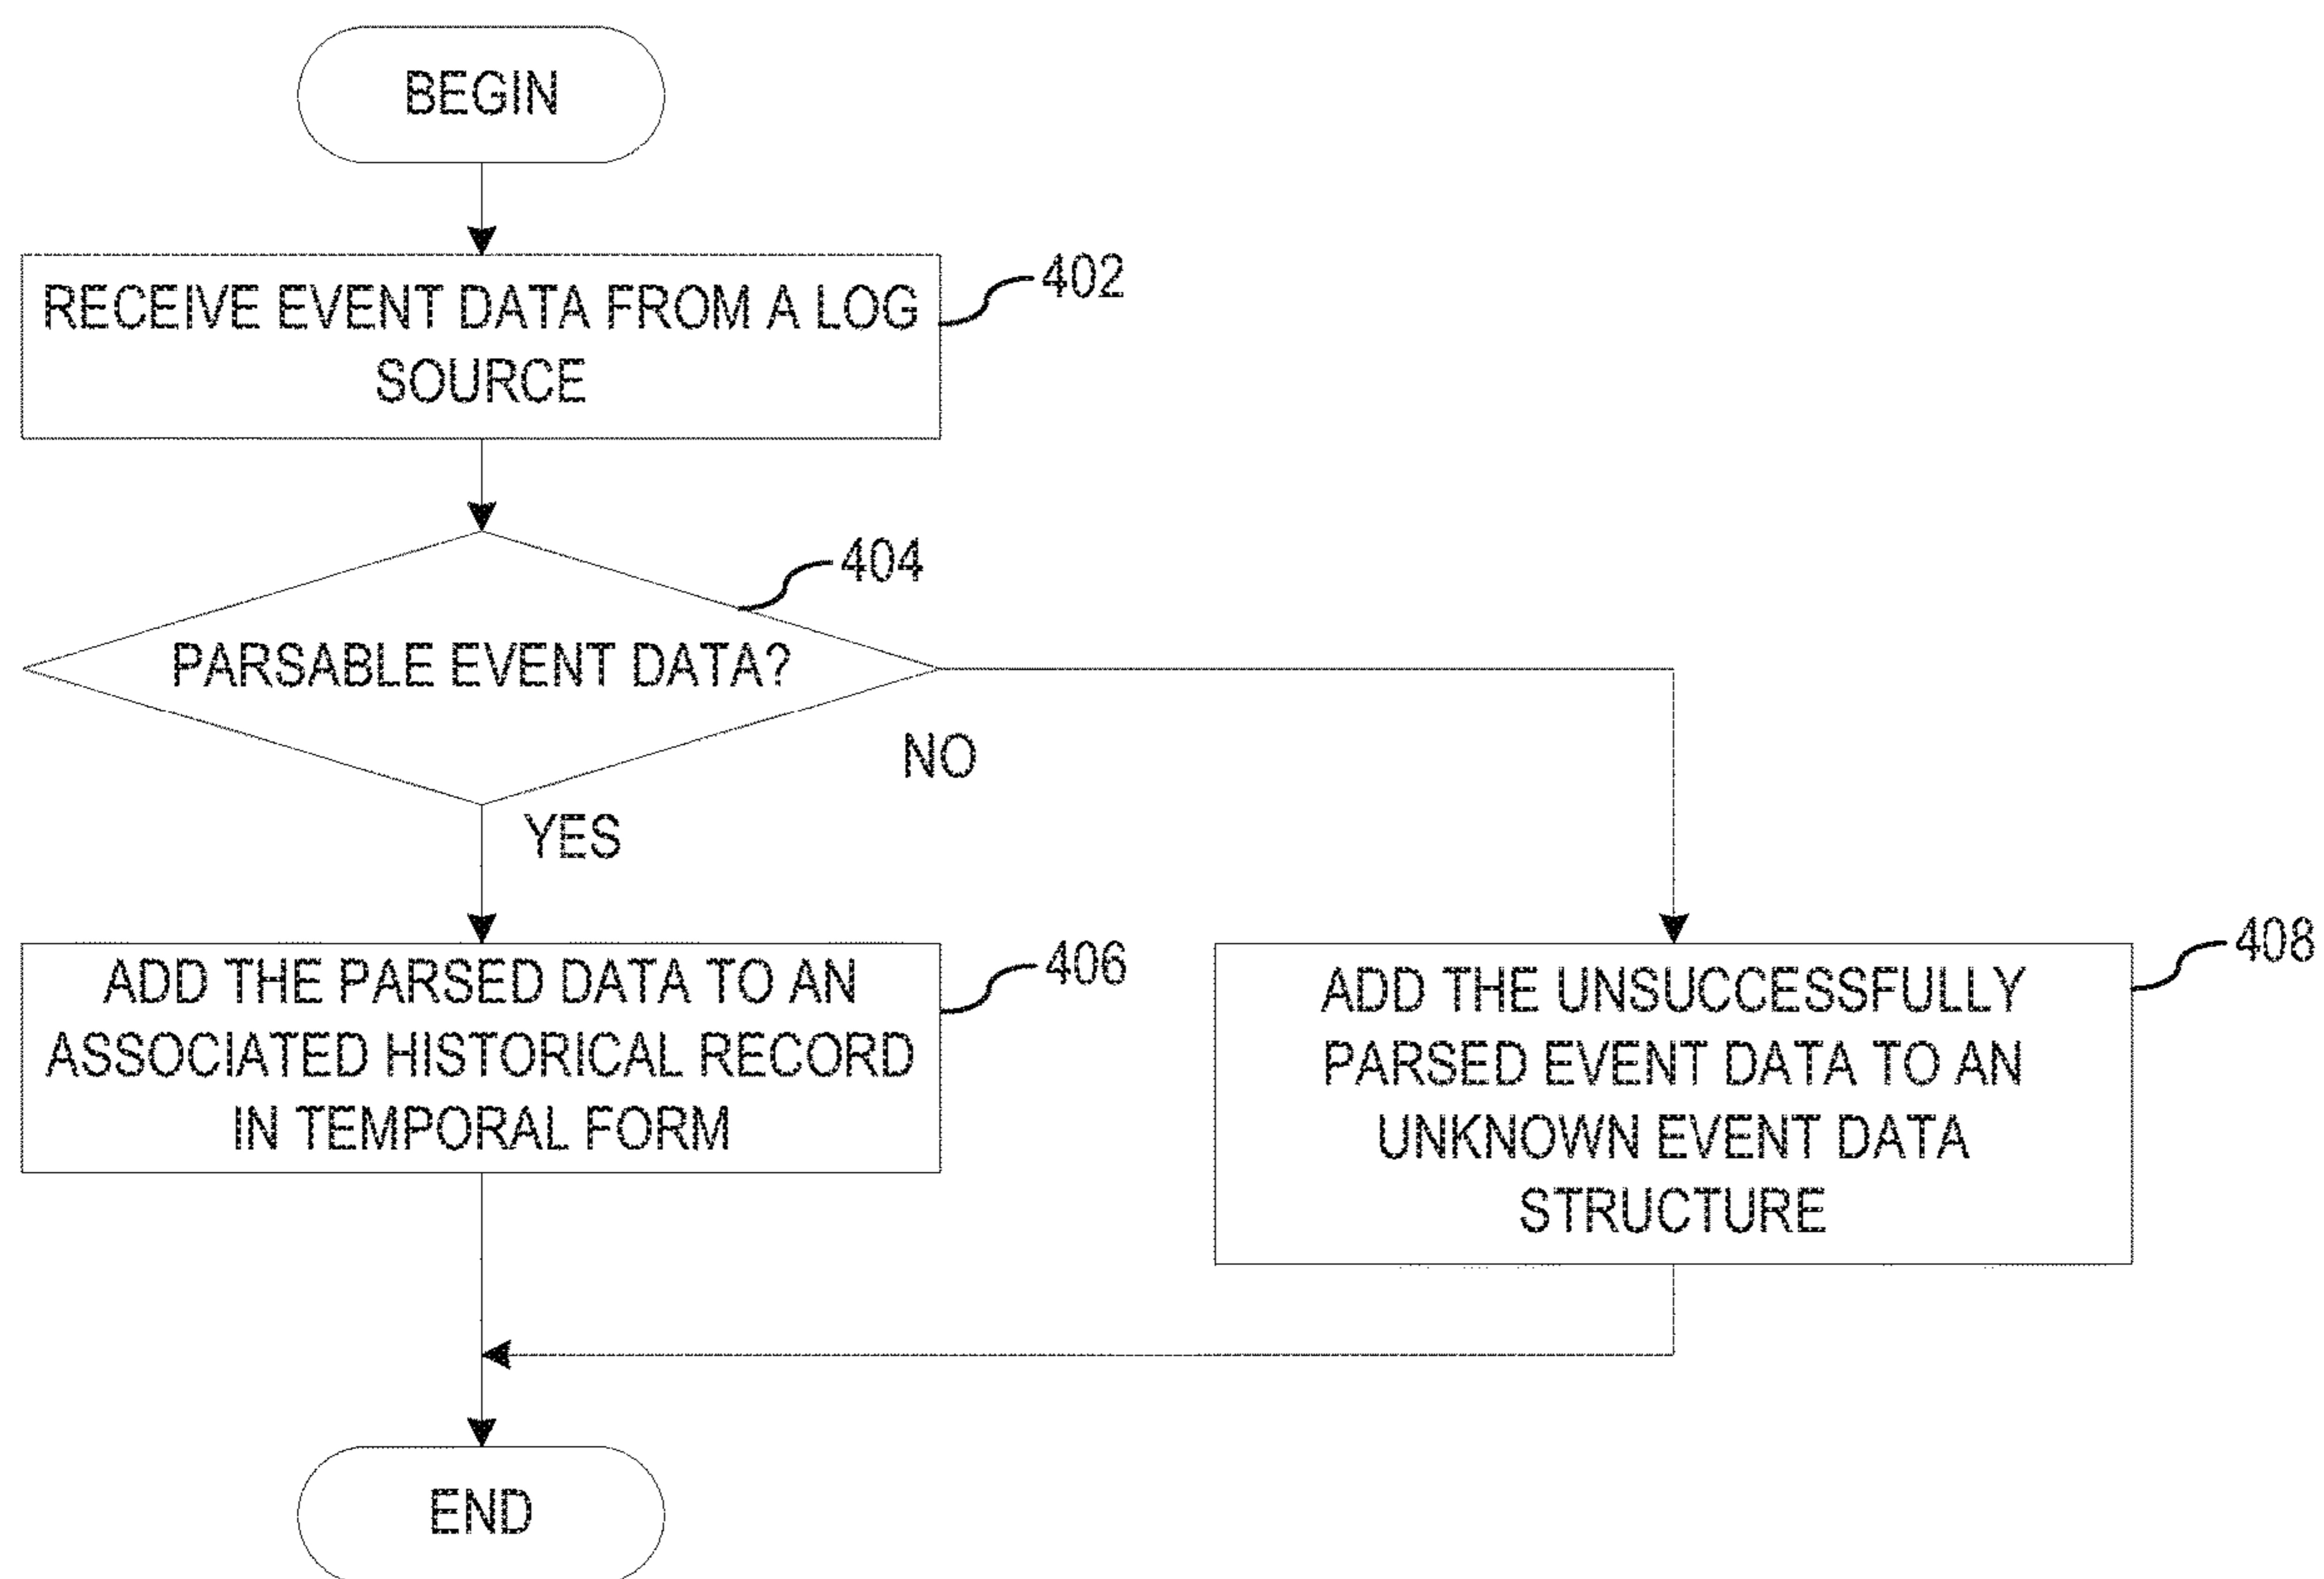 BEGIN
RECEIVE EVENT DATA FROM A LOG
SOURCE
402
404
PARSABLE EVENT DATA?
NO
YES
ADD THE PARSED DATA TO AN
ASSOCIATED HISTORICAL RECORD
IN TEMPORAL FORM
406
ADD THE UNSUCCESSFULLY
PARSED EVENT DATA TO AN
UNKNOWN EVENT DATA
STRUCTURE
408
END